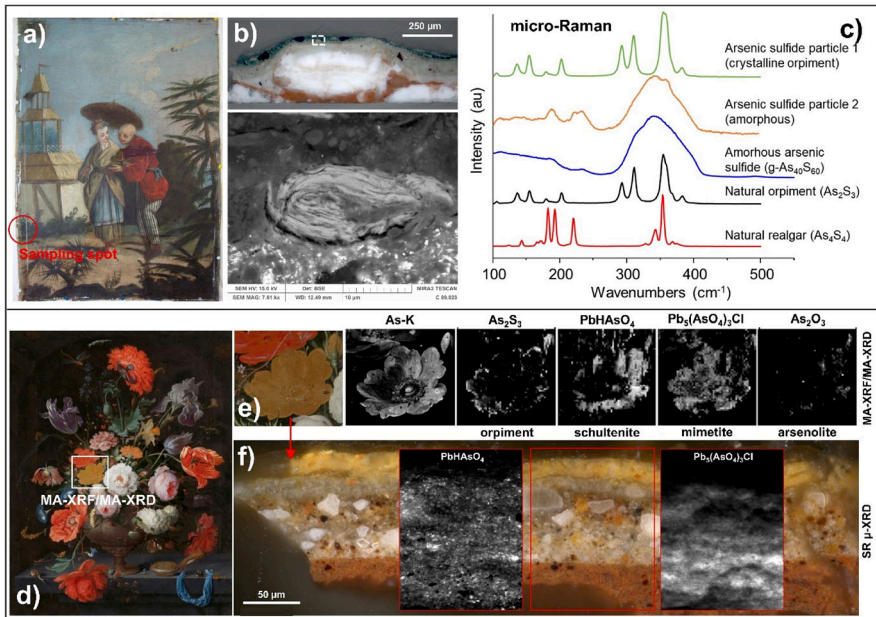 a)
Sampling spot
b)
250 µm
SEM HV: 15.0 kV
Det: BSE
MIRA3 TESCAN
SEM MAG: 7.61 kx
WD: 12.49 mm
10 µm
micro-Raman
c)
Intensity (au)
Arsenic sulfide particle 1
(crystalline orpiment)
Arsenic sulfide particle 2
(amorphous)
Amorhous arsenic
sulfide (g-As₄₀S₆₀)
Natural orpiment (As₂S₃)
Natural realgar (As₄S₄)
100 200 300 400 500
Wavenumbers (cm⁻¹)
d)
MA-XRF/MA-XRD
e)
As-K
As₂S₃
PbHAsO₄
Pb₅(AsO₄)₃Cl
As₂O₃
MA-XRF/MA-XRD
orpiment
schultenite
mimetite
arsenolite
f)
PbHAsO₄
Pb₅(AsO₄)₃Cl
SR µ-XRD
50 µm